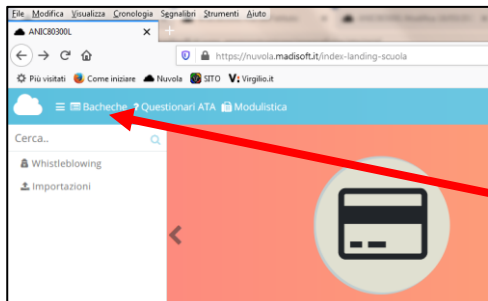 File Modifica Visualizza Cronologia Segnalibri Strumenti Aiuto
ANIC80300L
https://nuvola.madisoft.it/index-landing-scuola
Più visitati Come iniziare Nuvola SITO Virgilio.it
Bacheche ? Questionari ATA Modulistica
Cerca..
Whistleblowing
Importazioni